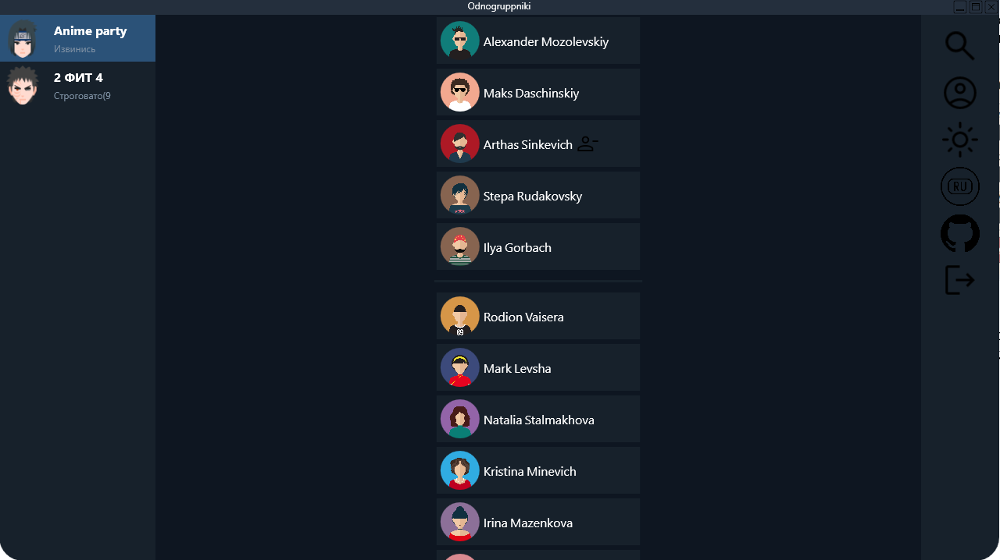 Odnogruppniki
Anime party
Извинись
2 ФИТ 4
Строговато(9
Alexander Mozolevskiy
Maks Daschinskiy
Arthas Sinkevich
Stepa Rudakovsky
Ilya Gorbach
Rodion Vaisera
89
Mark Levsha
Natalia Stalmakhova
Kristina Minevich
Irina Mazenkova
RU